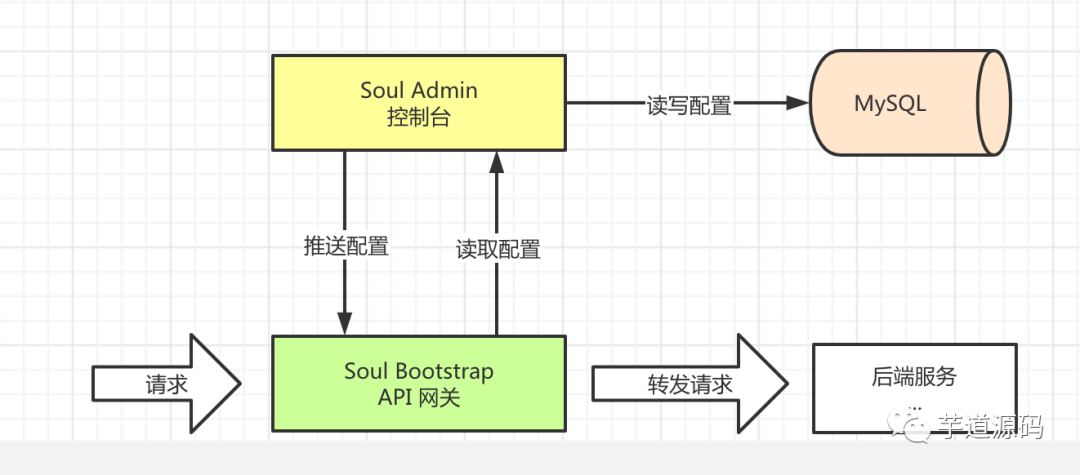 Soul Admin
控制台
读写配置
MySQL
推送配置
读取配置
请求
Soul Bootstrap
API 网关
转发请求
后端服务
...
芋道源码